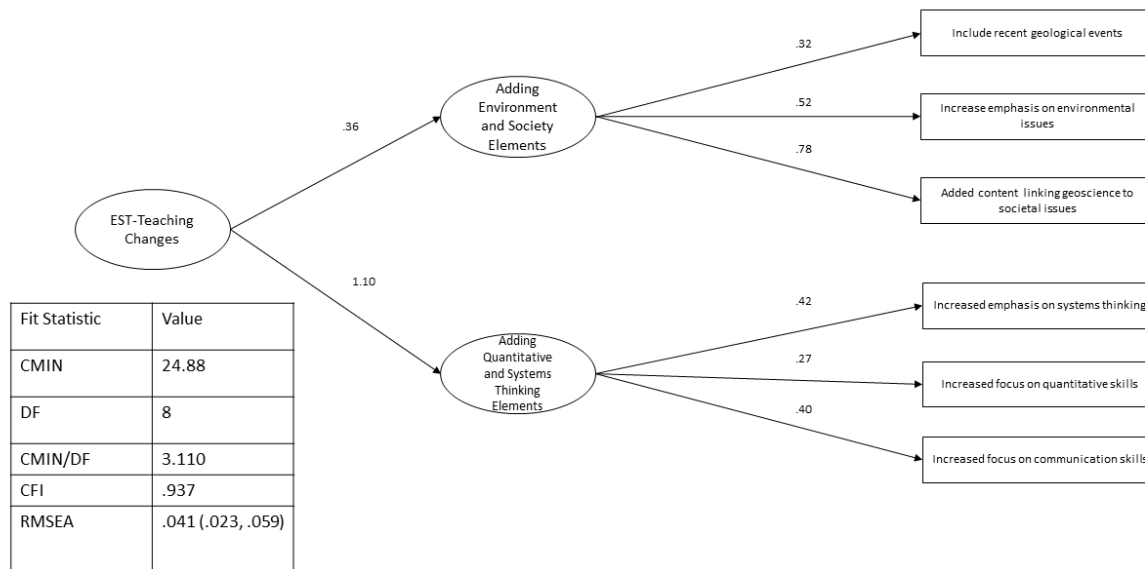 Include recent geological events
.32
Adding
Environment
and Society
Elements
.52
Increase emphasis on environmental
issues
.36
.78
Added content linking geoscience to
societal issues
EST-Teaching
Changes
1.10
.42
Increased emphasis on systems thinking
Adding
Quantitative
and Systems
Thinking
Elements
.27
Increased focus on quantitative skills
.40
Increased focus on communication skills
Fit Statistic Value
CMIN 24.88
DF 8
CMIN/DF 3.110
CFI .937
RMSEA .041 (.023, .059)